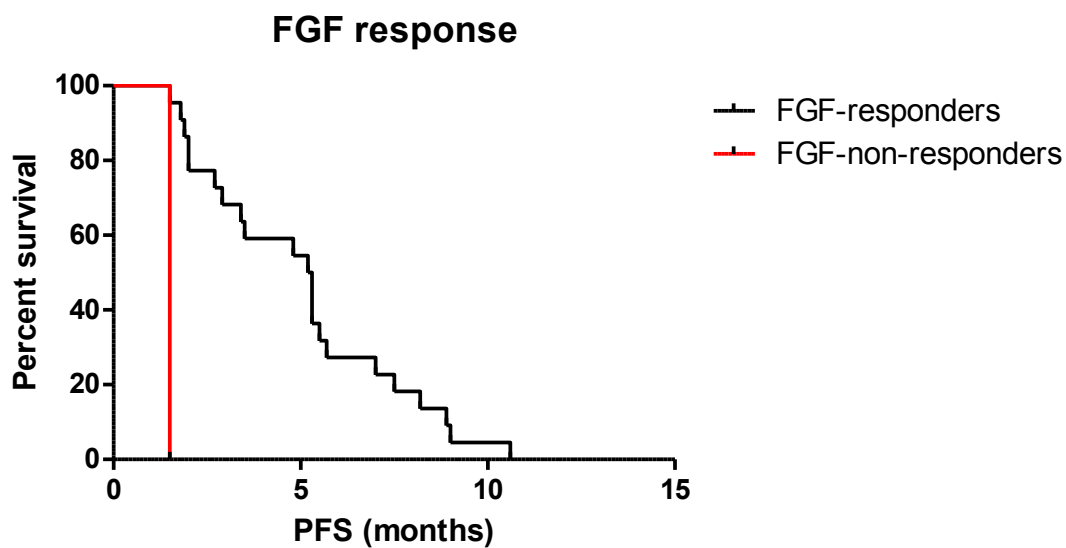 FGF response
Percent survival
100
80
60
40
20
0
0 5 10 15
PFS (months)
FGF-responders
FGF-non-responders